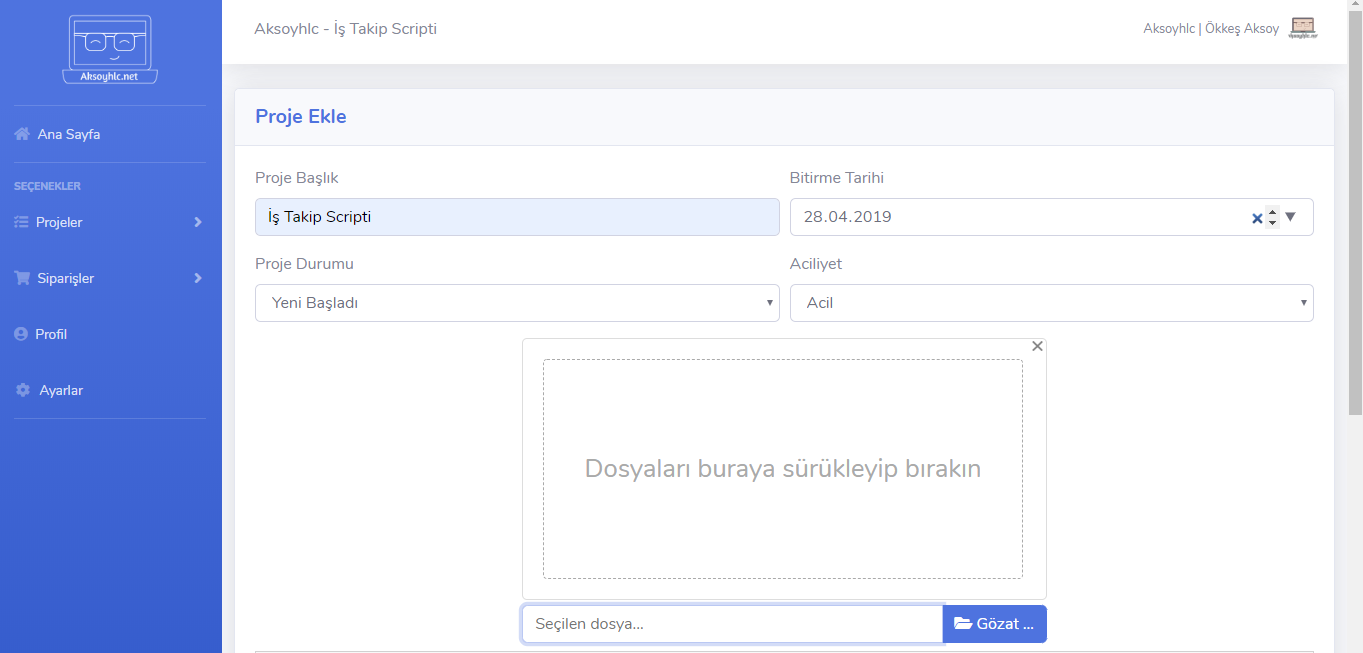 Aksoyhlc.net
Aksoyhlc - İş Takip Scripti
Aksoyhlc | Ökkeş Aksoy
Ana Sayfa
SEÇENEKLER
Projeler
Siparişler
Profil
Ayarlar
Proje Ekle
Proje Başlık
Bitirme Tarihi
İş Takip Scripti
28.04.2019
Proje Durumu
Aciliyet
Yeni Başladı
Acil
Dosyaları buraya sürükleyip bırakın
Seçilen dosya...
Gözat ...